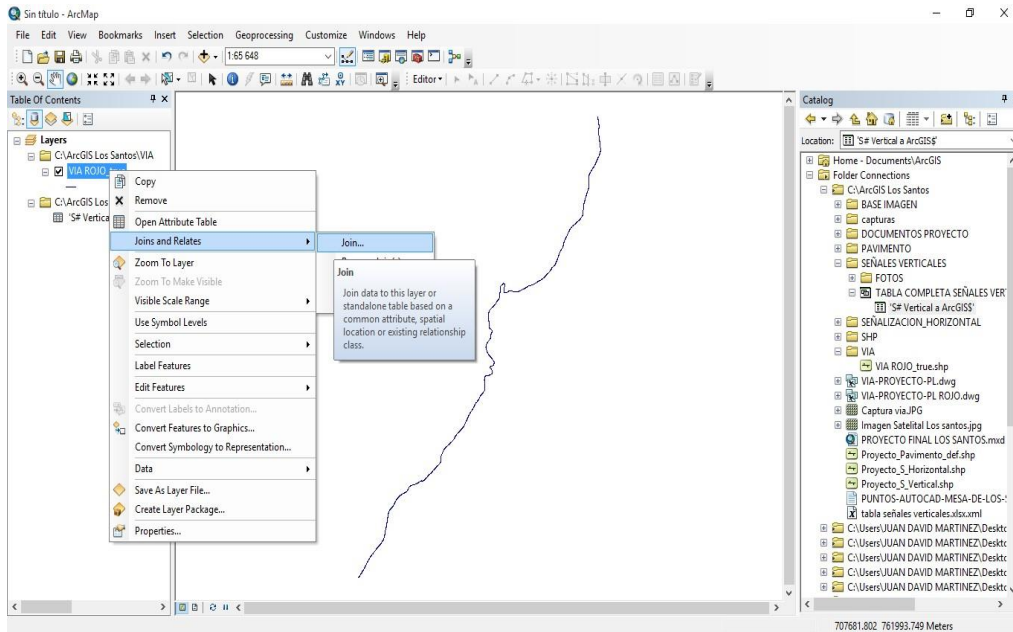 Sin título - ArcMap
File Edit View Bookmarks Insert Selection Geoprocessing Customize Windows Help
1:65 648
Editor
Table Of Contents
Layers
C:\ArcGIS Los Santos\VIA
VIA ROJO_true
C:\ArcGIS Los
'S# Vertica
Copy
Remove
Open Attribute Table
Joins and Relates
Zoom To Layer
Zoom To Make Visible
Visible Scale Range
Use Symbol Levels
Selection
Label Features
Edit Features
Convert Labels to Annotation...
Convert Features to Graphics...
Convert Symbology to Representation...
Data
Save As Layer File...
Create Layer Package...
Properties...
Join...
Join
Join data to this layer or
standalone table based on a
common attribute, spatial
location or existing relationship
class.
Catalog
Location: 'S# Vertical a ArcGIS$'
Home - Documents\ArcGIS
Folder Connections
C:\ArcGIS Los Santos
BASE IMAGEN
capturas
DOCUMENTOS PROYECTO
PAVIMENTO
SEÑALES VERTICALES
FOTOS
TABLA COMPLETA SEÑALES VER
'S# Vertical a ArcGIS$'
SEÑALIZACION_HORIZONTAL
SHP
VIA
VIA ROJO_true.shp
VIA-PROYECTO-PL.dwg
VIA-PROYECTO-PL ROJO.dwg
Captura via.JPG
Imagen Satelital Los santos.jpg
PROYECTO FINAL LOS SANTOS.mxd
Proyecto_Pavimento_def.shp
Proyecto_S_Horizontal.shp
Proyecto_S_Vertical.shp
PUNTOS-AUTOCAD-MESA-DE-LOS-
tabla señales verticales.xlsx.xml
C:\Users\JUAN DAVID MARTINEZ\Deskto
C:\Users\JUAN DAVID MARTINEZ\Deskto
C:\Users\JUAN DAVID MARTINEZ\Deskto
C:\Users\JUAN DAVID MARTINEZ\Deskto
C:\Users\JUAN DAVID MARTINEZ\Deskto
707681.802 761993.749 Meters